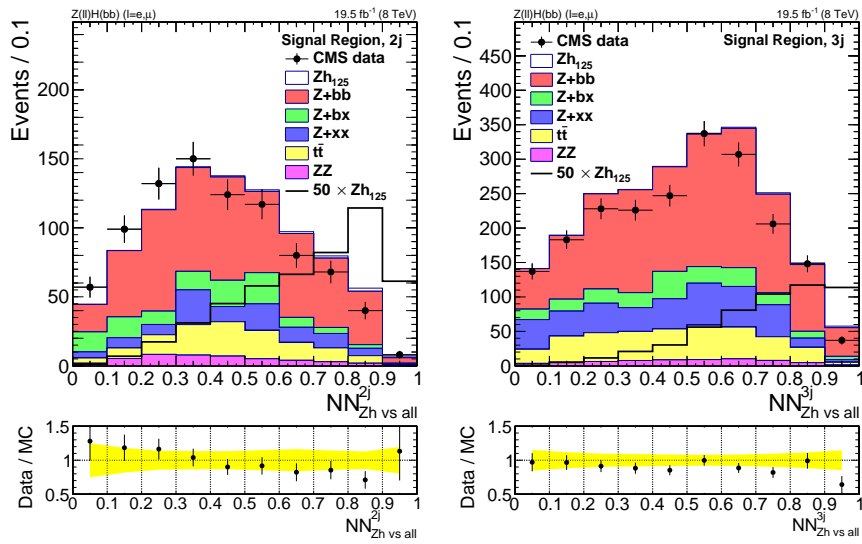 Z(ll)H(bb) (l=e,μ) 19.5 fb⁻¹ (8 TeV)
Events / 0.1
Signal Region, 2j
CMS data
Zh₁₂₅
Z+bb
Z+bx
Z+xx
tt̄
ZZ
50 × Zh₁₂₅
200
150
100
50
0
0 0.1 0.2 0.3 0.4 0.5 0.6 0.7 0.8 0.9 1
NN²ʲ Zh vs all
Data / MC
1.5
1
0.5
0 0.1 0.2 0.3 0.4 0.5 0.6 0.7 0.8 0.9 1
NN²ʲ Zh vs all
Z(ll)H(bb) (l=e,μ) 19.5 fb⁻¹ (8 TeV)
Events / 0.1
CMS data Signal Region, 3j
Zh₁₂₅
Z+bb
Z+bx
Z+xx
tt̄
ZZ
50 × Zh₁₂₅
450
400
350
300
250
200
150
100
50
0
0 0.1 0.2 0.3 0.4 0.5 0.6 0.7 0.8 0.9 1
NN³ʲ Zh vs all
Data / MC
1.5
1
0.5
0 0.1 0.2 0.3 0.4 0.5 0.6 0.7 0.8 0.9 1
NN³ʲ Zh vs all